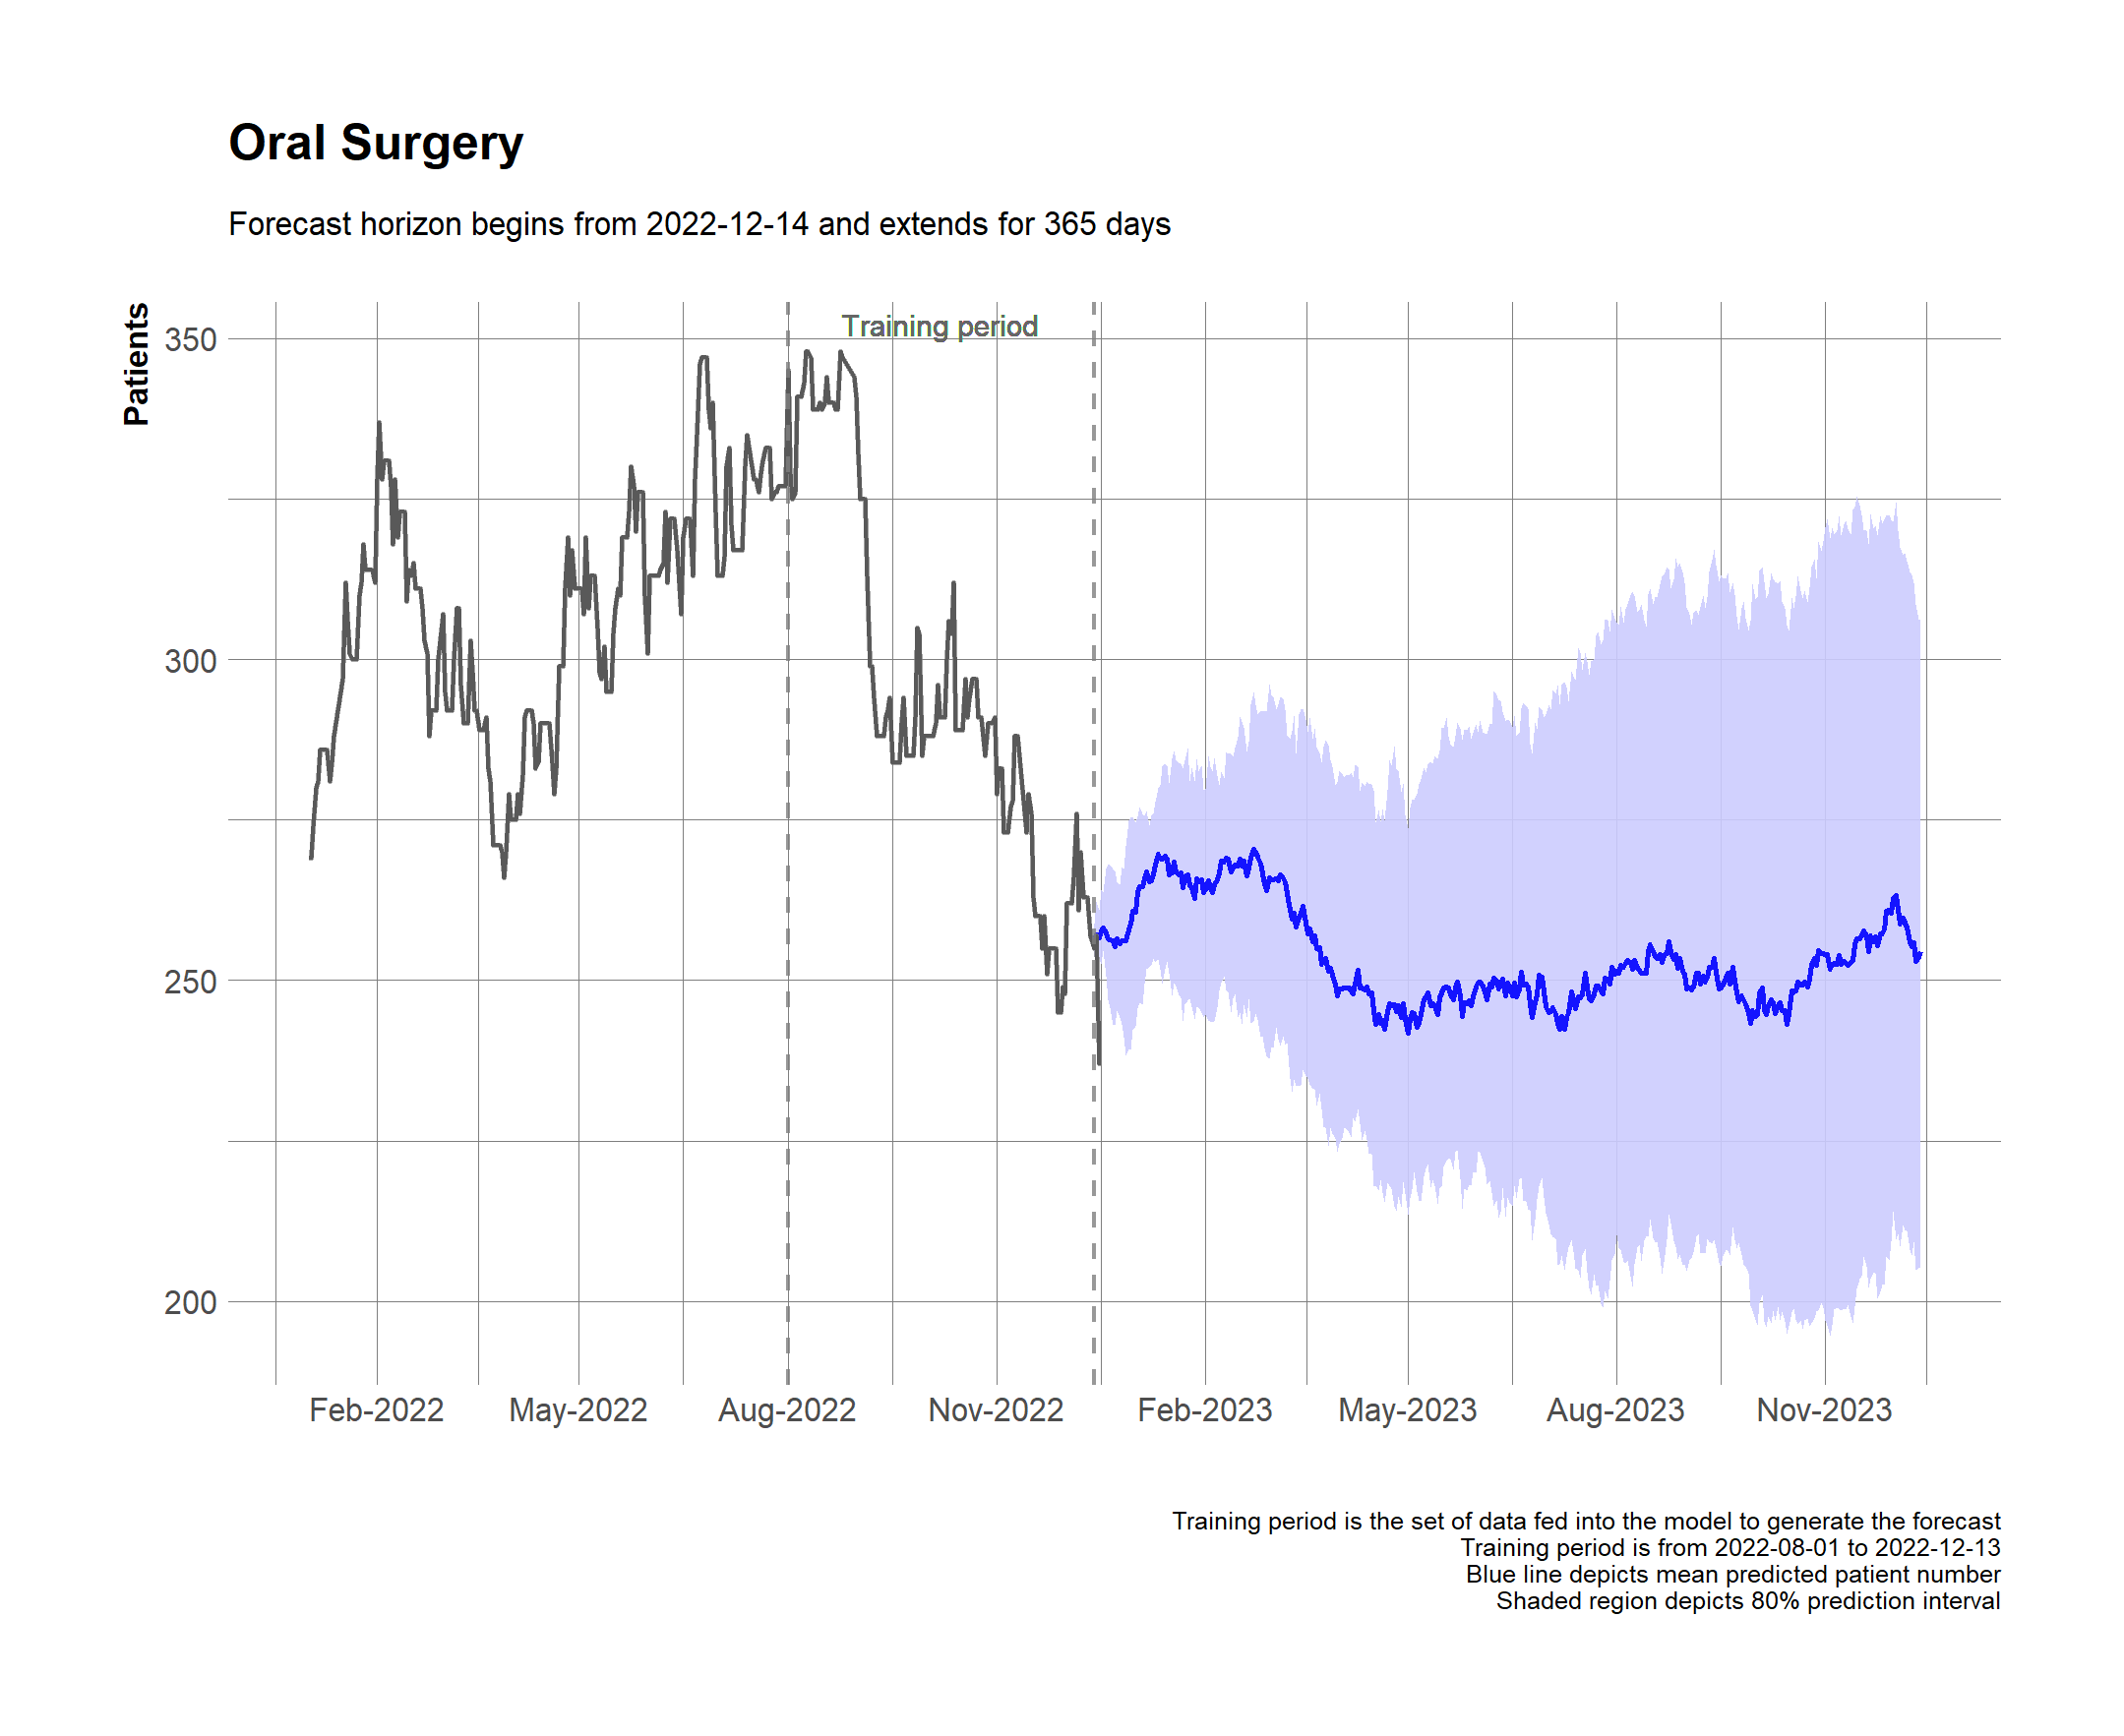 Oral Surgery
Forecast horizon begins from 2022-12-14 and extends for 365 days
Patients
Training period
350
300
250
200
Feb-2022 May-2022 Aug-2022 Nov-2022 Feb-2023 May-2023 Aug-2023 Nov-2023
Training period is the set of data fed into the model to generate the forecast
Training period is from 2022-08-01 to 2022-12-13
Blue line depicts mean predicted patient number
Shaded region depicts 80% prediction interval